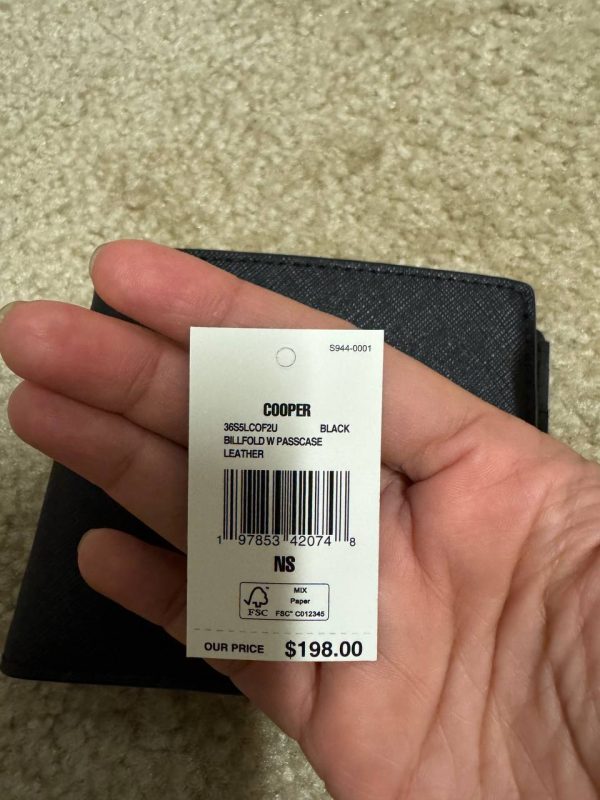 S944-0001
COOPER
36S5LCOF2U BLACK
BILLFOLD W PASSCASE
LEATHER
1 97853 42074 8
NS
MIX
Paper
FSC™ C012345
FSC
OUR PRICE $198.00